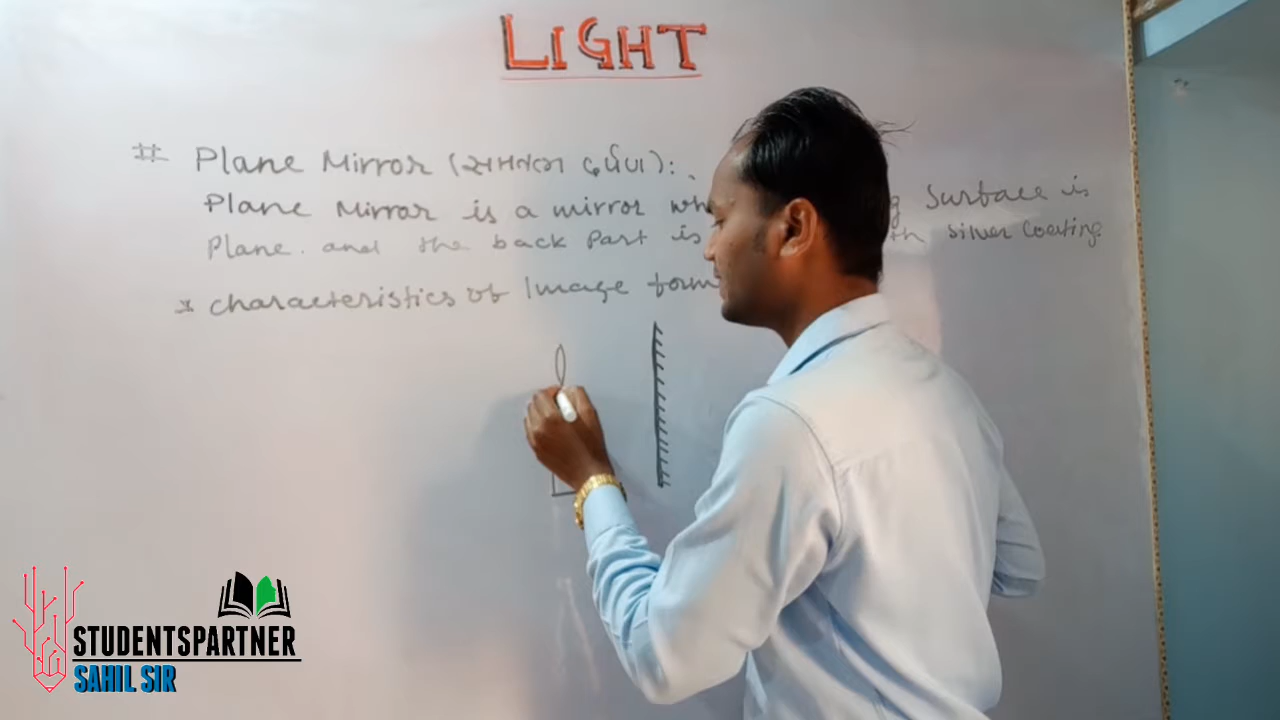 LIGHT
# Plane Mirror (સમતલ દર્પણ):
Plane Mirror is a mirror Surface is
Plane. and the back Part is silver Coating.
* Characteristics of Image
STUDENTSPARTNER
SAHIL SIR